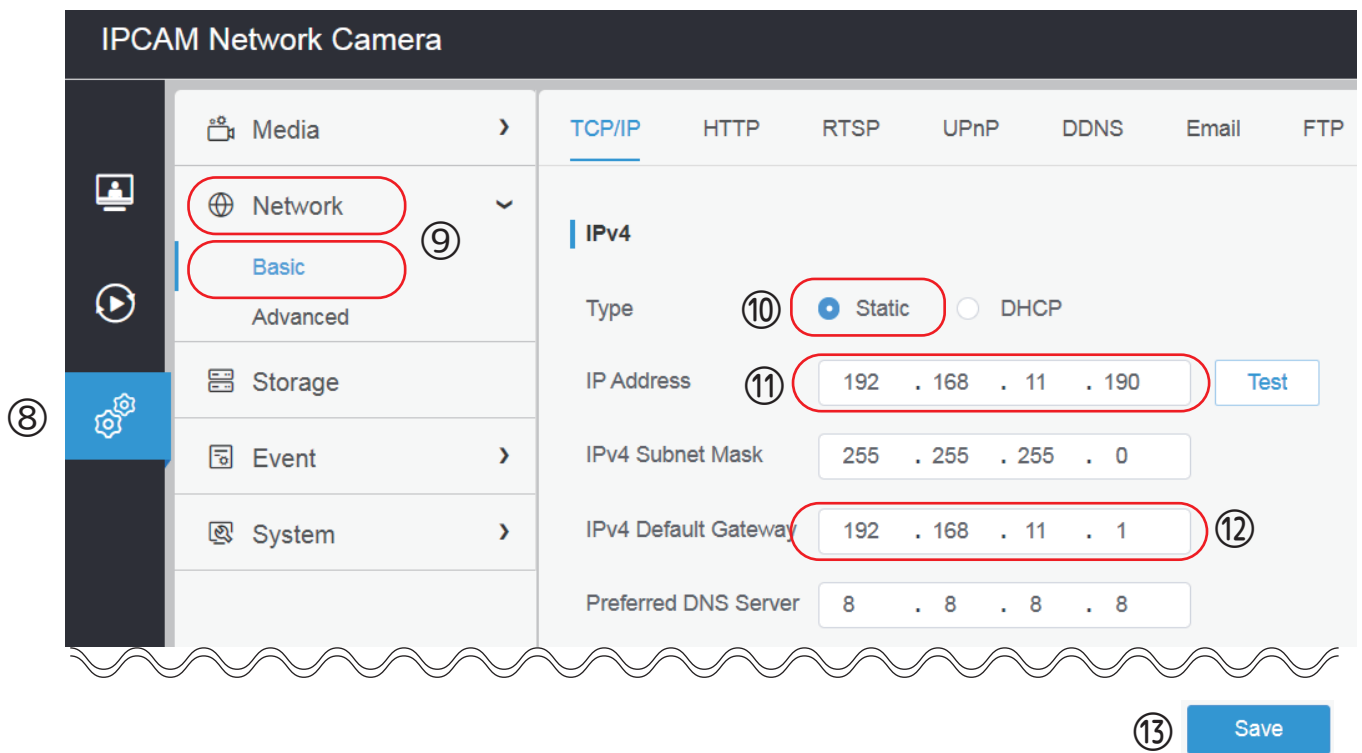 IPCAM Network Camera
Media
TCP/IP HTTP RTSP UPnP DDNS Email FTP
Network
⑨
Basic
Advanced
Storage
Event
System
⑧
IPv4
Type ⑩ Static DHCP
IP Address ⑪ 192 . 168 . 11 . 190 Test
IPv4 Subnet Mask 255 . 255 . 255 . 0
IPv4 Default Gateway 192 . 168 . 11 . 1 ⑫
Preferred DNS Server 8 . 8 . 8 . 8
⑬ Save